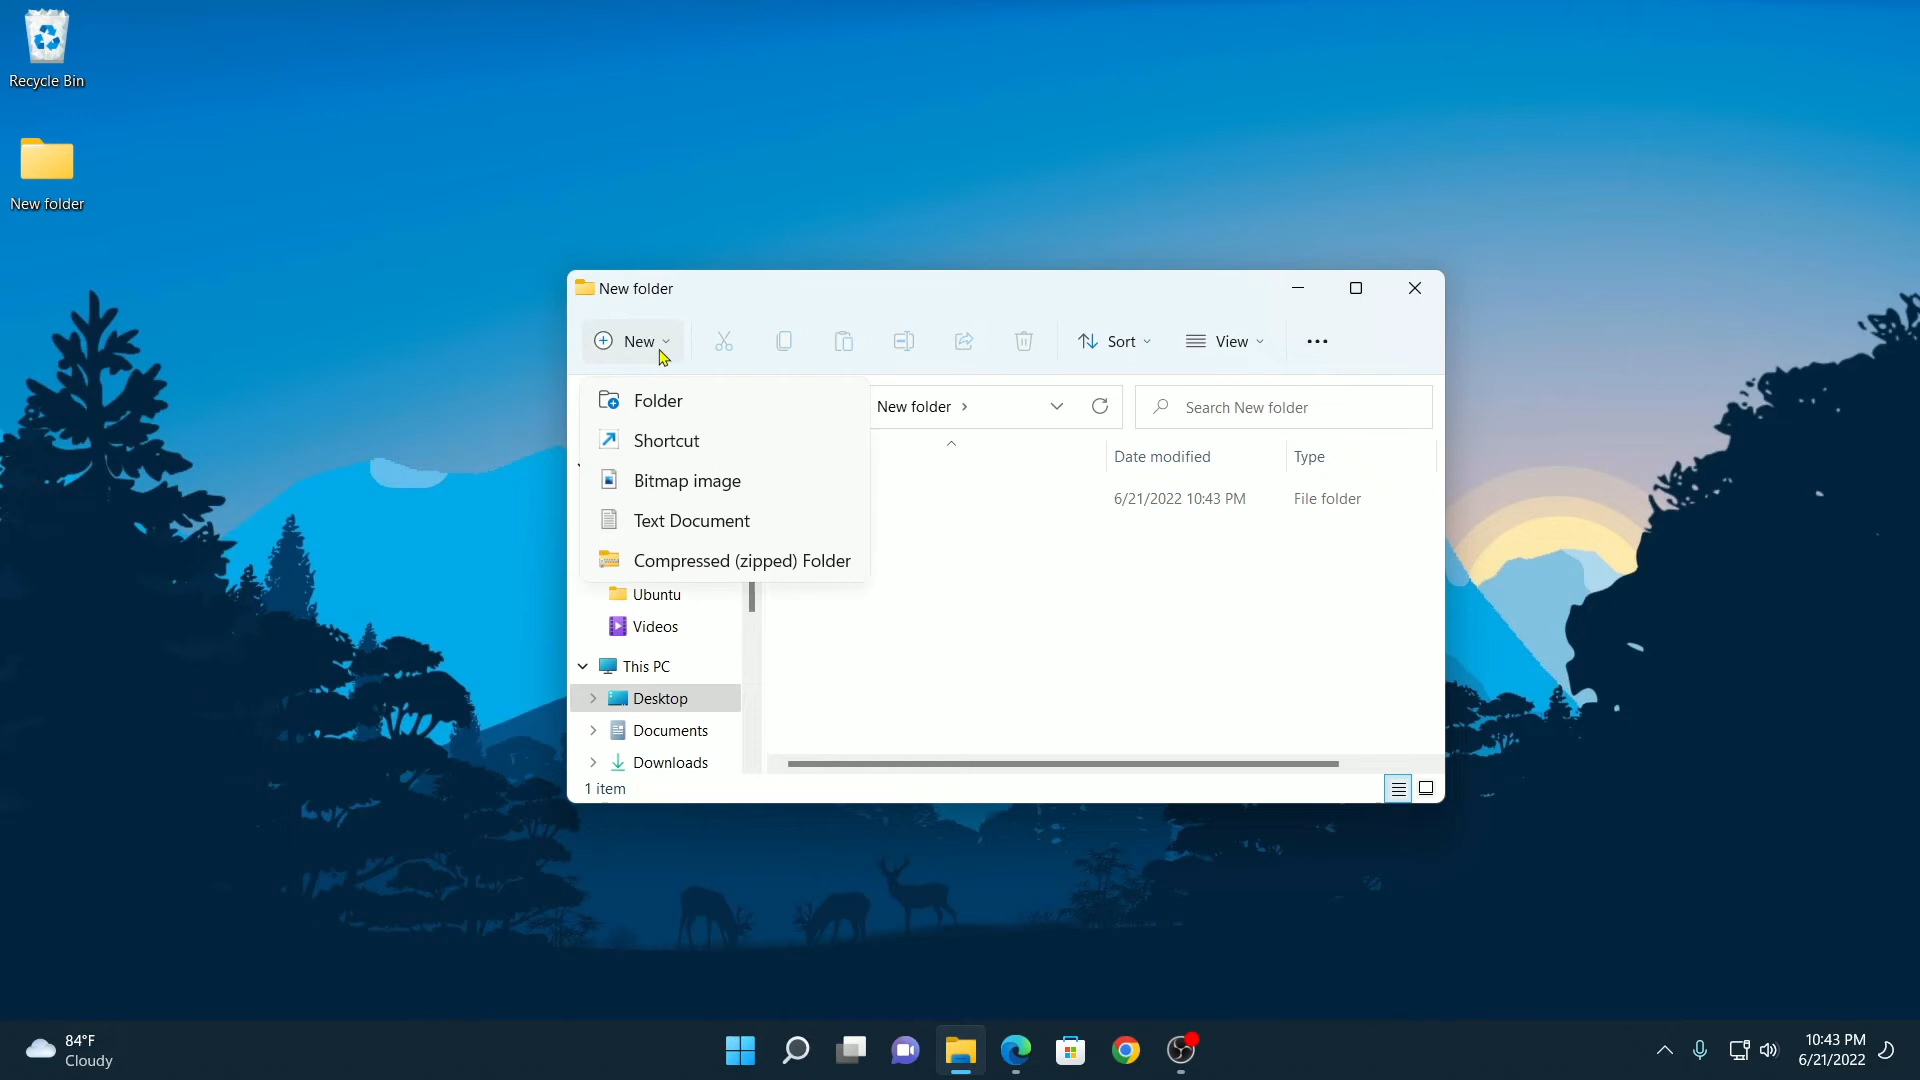 Recycle Bin
New folder
New folder
New
Sort
View
Folder
Shortcut
Bitmap image
Text Document
Compressed (zipped) Folder
New folder
Search New folder
Date modified
Type
6/21/2022 10:43 PM
File folder
Ubuntu
Videos
This PC
Desktop
Documents
Downloads
1 item
84°F
Cloudy
10:43 PM
6/21/2022